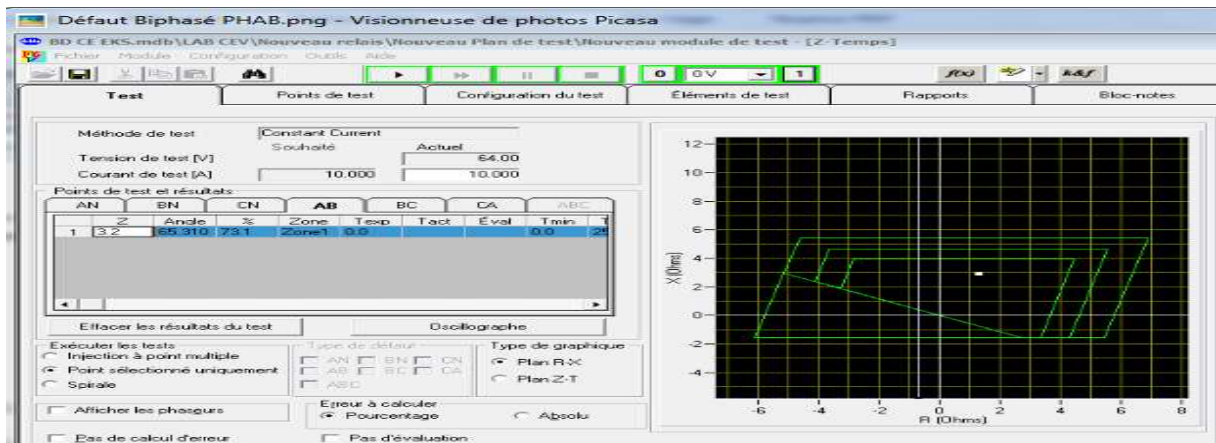 Défaut Biphasé PHAB.png - Visionneuse de photos Picasa
BD CE EKS.mdb\LAB CEV\Nouveau relais\Nouveau Plan de test\Nouveau module de test - [Z-Temps]
Fichier Module Configuration Outils Aide
0 0 V 1 f(x) h&f
Test Points de test Configuration du test Éléments de test Rapports Bloc-notes
Méthode de test Constant Current
Souhaité Actuel
Tension de test [V] 64.00
Courant de test [A] 10.000 10.000
Points de test et résultats
AN BN CN AB BC CA ABC
Z Angle % Zone Texp Tact Éval Tmin T
1 3.2 65.310 73.1 Zone1 0.0 0.0 25
Effacer les résultats du test Oscillographe
Exécuter les tests
Injection à point multiple
Point sélectionné uniquement
Spirale
Type de défaut
AN BN CN
AB BC CA
ABC
Type de graphique
Plan R-X
Plan Z-T
Afficher les phaseurs
Erreur à calculer
Pourcentage Absolu
Pas de calcul d'erreur Pas d'évaluation
X (Ohms)
12
10
8
6
4
2
0
-2
-4
-6 -4 -2 0 2 4 6 8
R (Ohms)